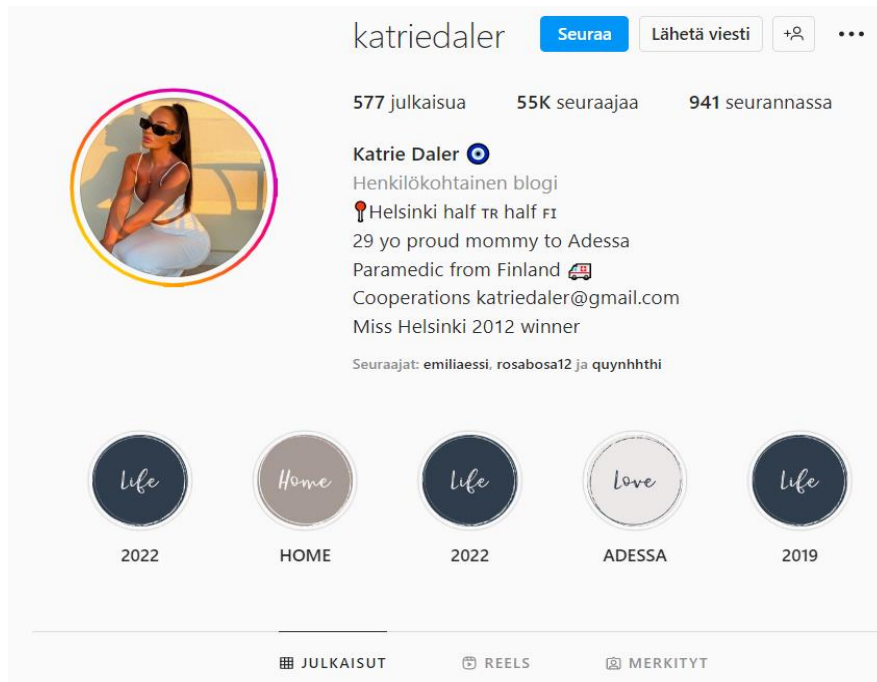 katriedaler Seuraa Lähetä viesti
577 julkaisua 55K seuraajaa 941 seurannassa
Katrie Daler 🧿
Henkilökohtainen blogi
📍Helsinki half ᴛʀ half ꜰɪ
29 yo proud mommy to Adessa
Paramedic from Finland 🚑
Cooperations katriedaler@gmail.com
Miss Helsinki 2012 winner
Seuraajat: emiliaessi, rosabosa12 ja quynhhthi
Life Home Life Love Life
2022 HOME 2022 ADESSA 2019
JULKAISUT REELS MERKITYT